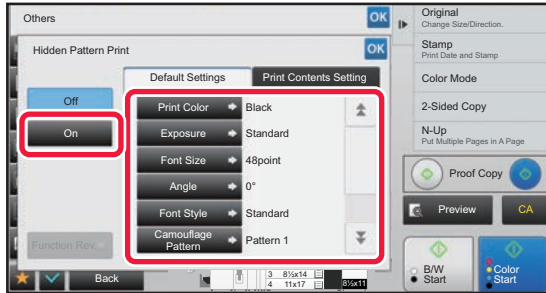 Others
OK
Hidden Pattern Print
OK
Default Settings
Print Contents Setting
Off
On
Print Color
Black
Exposure
Standard
Font Size
48point
Angle
0°
Font Style
Standard
Camouflage
Pattern
Pattern 1
Function Rev.
Back
3 8½x14
4 11x17
8½x11
Original
Change Size/Direction.
Stamp
Print Date and Stamp
Color Mode
2-Sided Copy
N-Up
Put Multiple Pages in A Page
Proof Copy
Preview
CA
B/W
Start
Color
Start